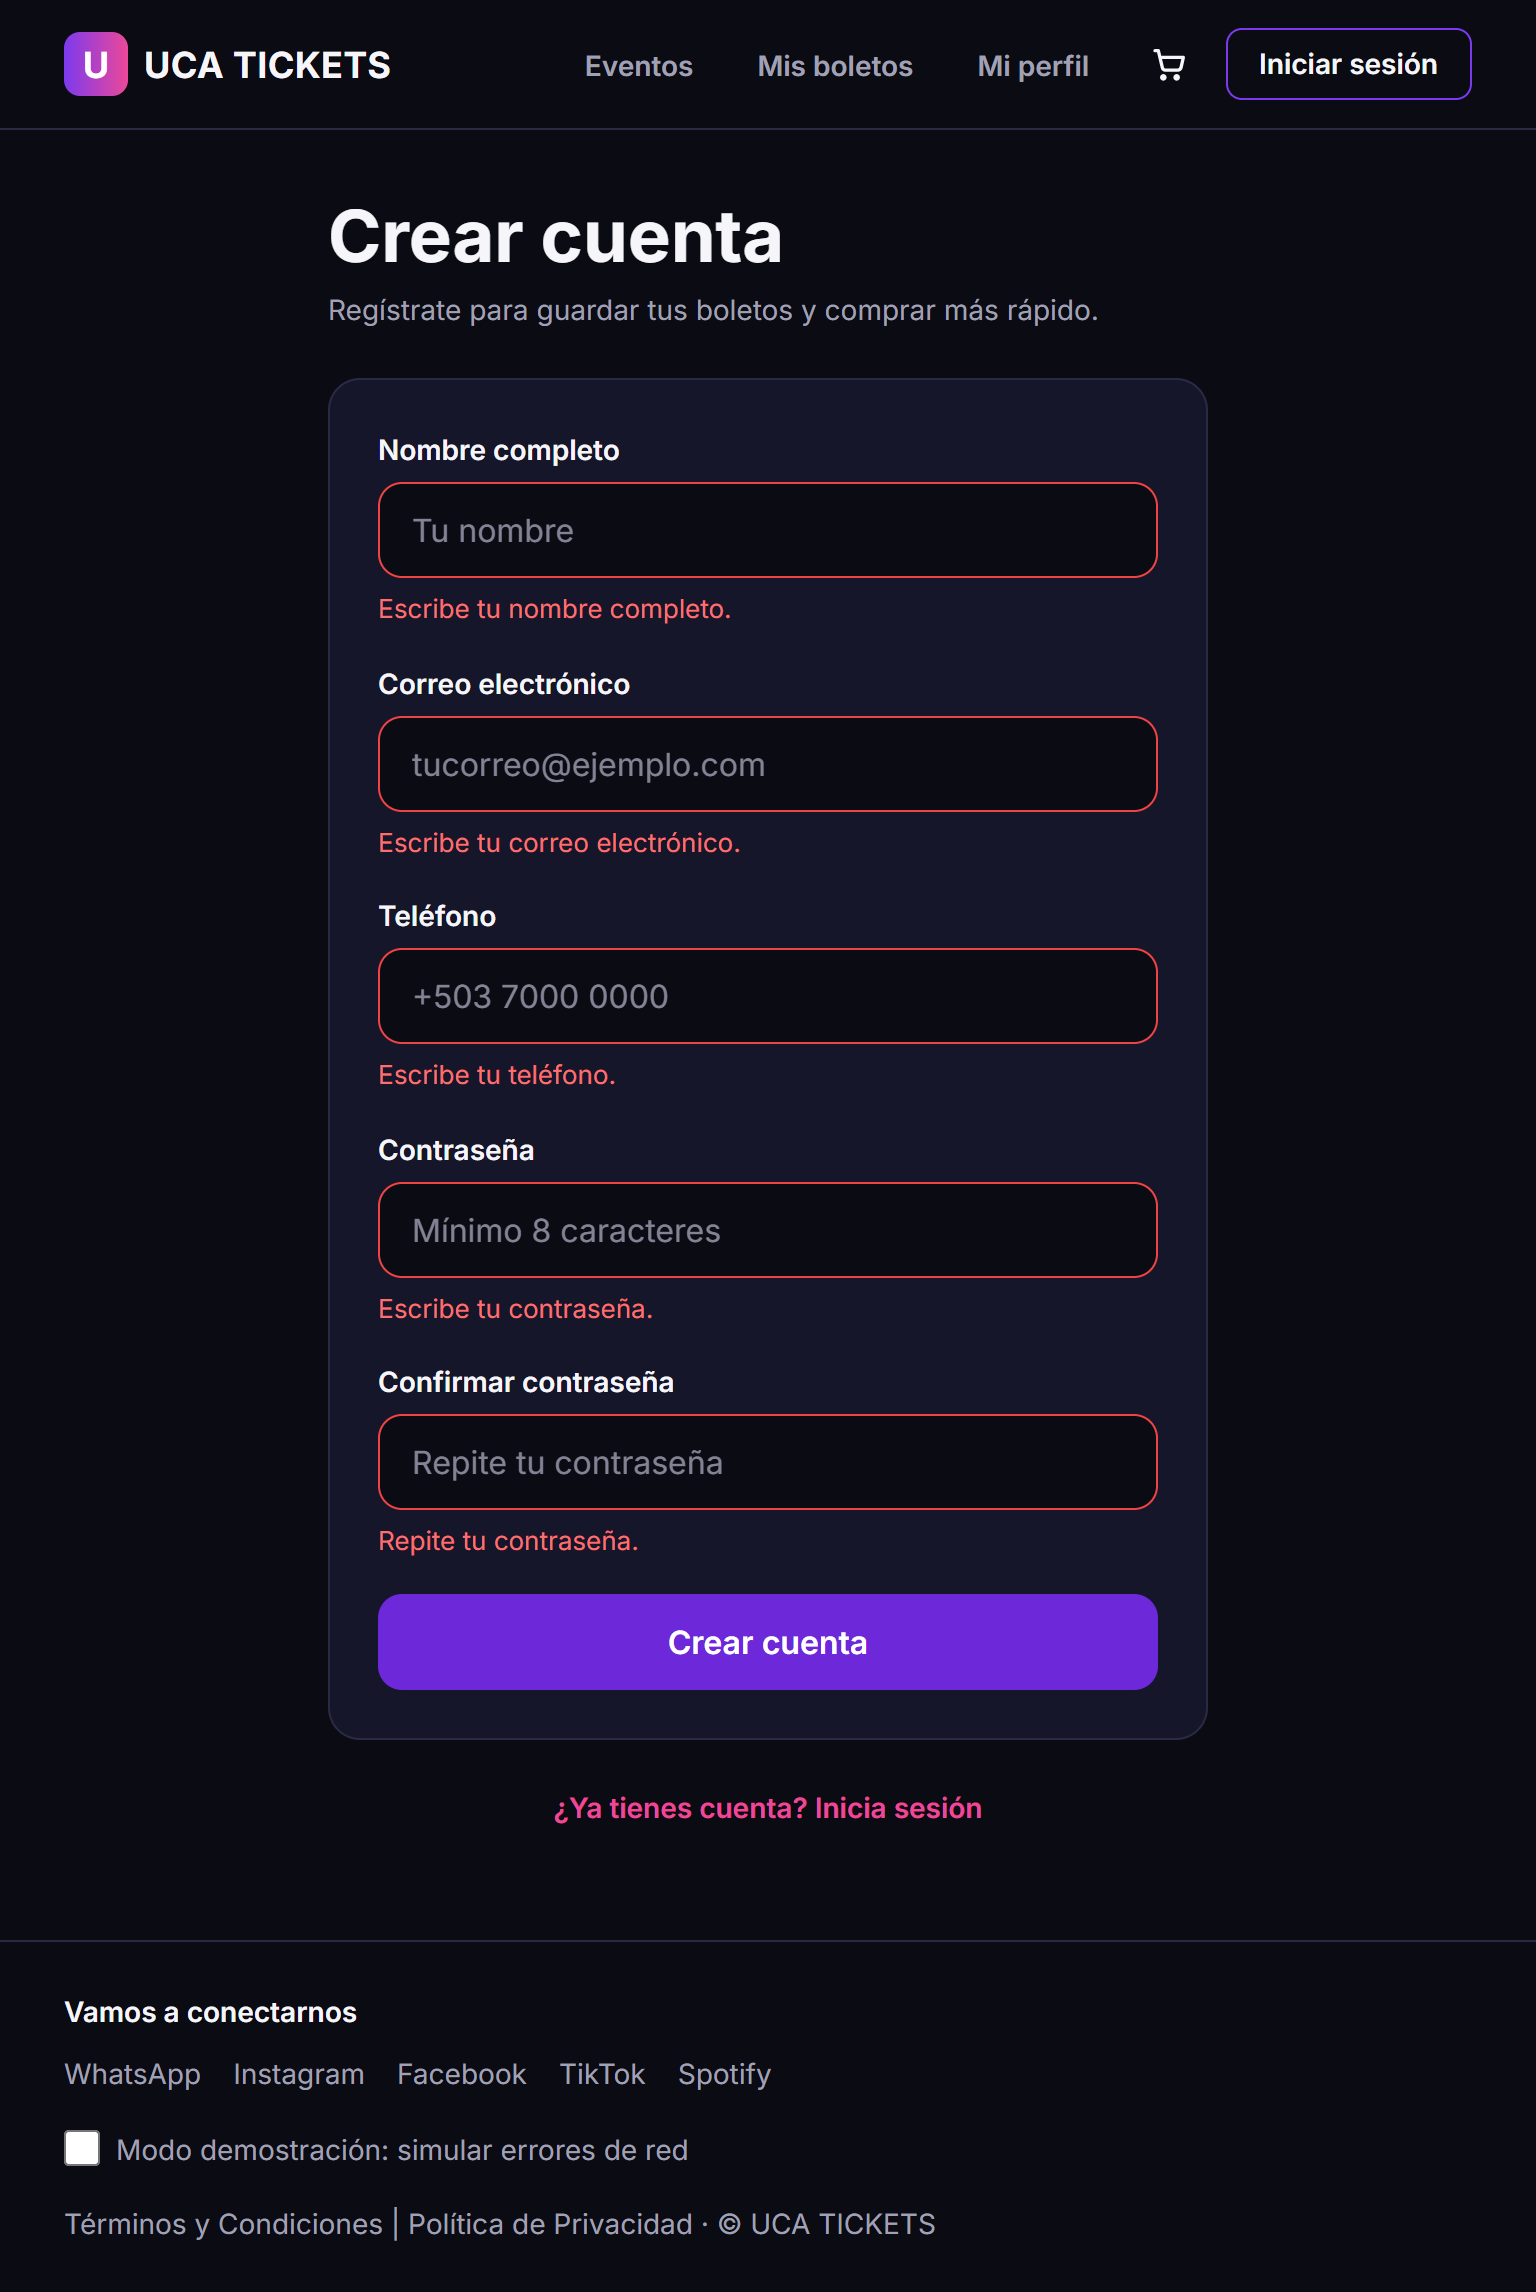 U UCA TICKETS Eventos Mis boletos Mi perfil Iniciar sesión
Crear cuenta
Regístrate para guardar tus boletos y comprar más rápido.
Nombre completo
Tu nombre
Escribe tu nombre completo.
Correo electrónico
tucorreo@ejemplo.com
Escribe tu correo electrónico.
Teléfono
+503 7000 0000
Escribe tu teléfono.
Contraseña
Mínimo 8 caracteres
Escribe tu contraseña.
Confirmar contraseña
Repite tu contraseña
Repite tu contraseña.
Crear cuenta
¿Ya tienes cuenta? Inicia sesión
Vamos a conectarnos
WhatsApp Instagram Facebook TikTok Spotify
Modo demostración: simular errores de red
Términos y Condiciones | Política de Privacidad · © UCA TICKETS